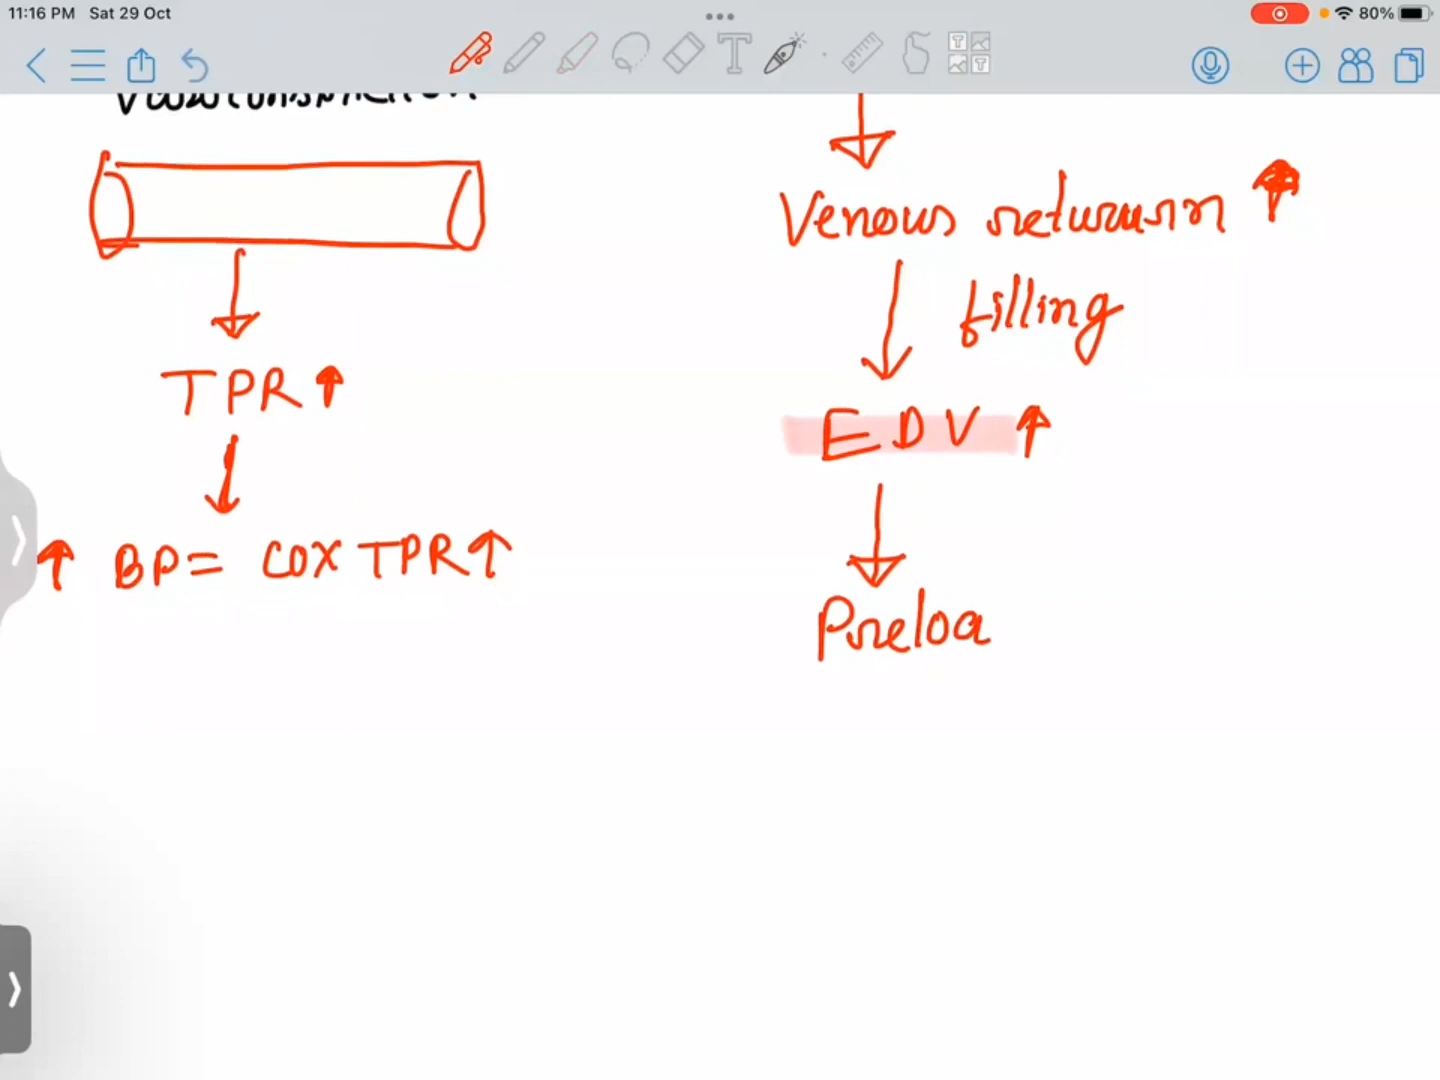 11:16 PM Sat 29 Oct
80%
Venous return ↑
filling
TPR ↑
EDV ↑
↑ BP = COX TPR ↑
Preloa